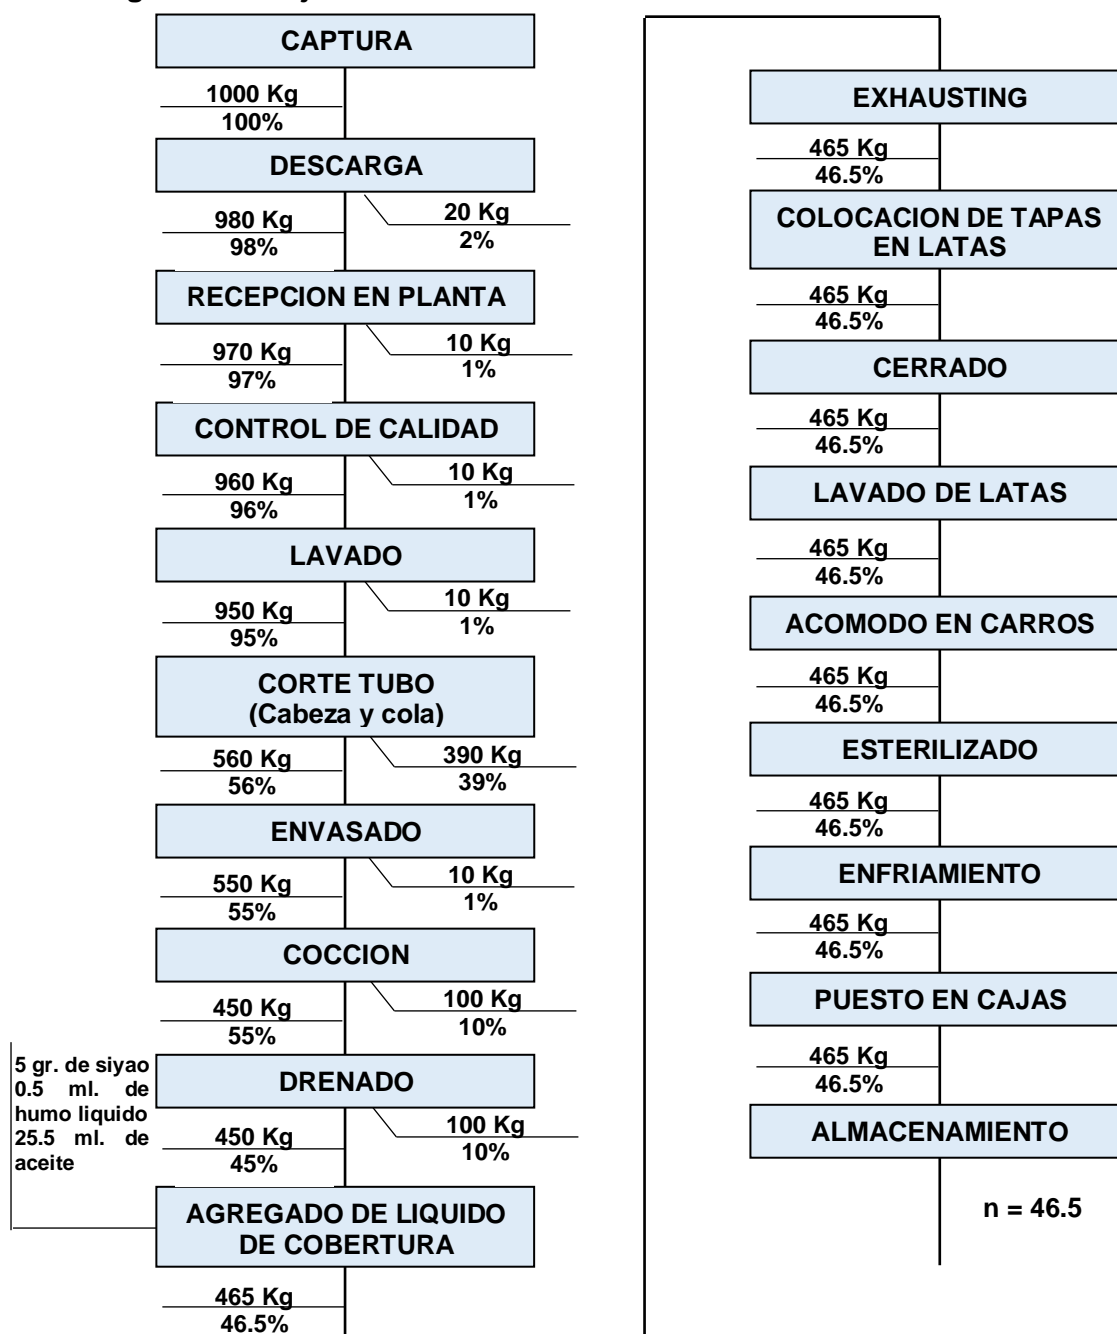 CAPTURA
1000 Kg
100%
DESCARGA
980 Kg
98%
20 Kg
2%
RECEPCION EN PLANTA
970 Kg
97%
10 Kg
1%
CONTROL DE CALIDAD
960 Kg
96%
10 Kg
1%
LAVADO
950 Kg
95%
10 Kg
1%
CORTE TUBO
(Cabeza y cola)
560 Kg
56%
390 Kg
39%
ENVASADO
550 Kg
55%
10 Kg
1%
COCCION
450 Kg
55%
100 Kg
10%
5 gr. de siyao
0.5 ml. de
humo liquido
25.5 ml. de
aceite
DRENADO
450 Kg
45%
100 Kg
10%
AGREGADO DE LIQUIDO
DE COBERTURA
465 Kg
46.5%
EXHAUSTING
465 Kg
46.5%
COLOCACION DE TAPAS
EN LATAS
465 Kg
46.5%
CERRADO
465 Kg
46.5%
LAVADO DE LATAS
465 Kg
46.5%
ACOMODO EN CARROS
465 Kg
46.5%
ESTERILIZADO
465 Kg
46.5%
ENFRIAMIENTO
465 Kg
46.5%
PUESTO EN CAJAS
465 Kg
46.5%
ALMACENAMIENTO
n = 46.5